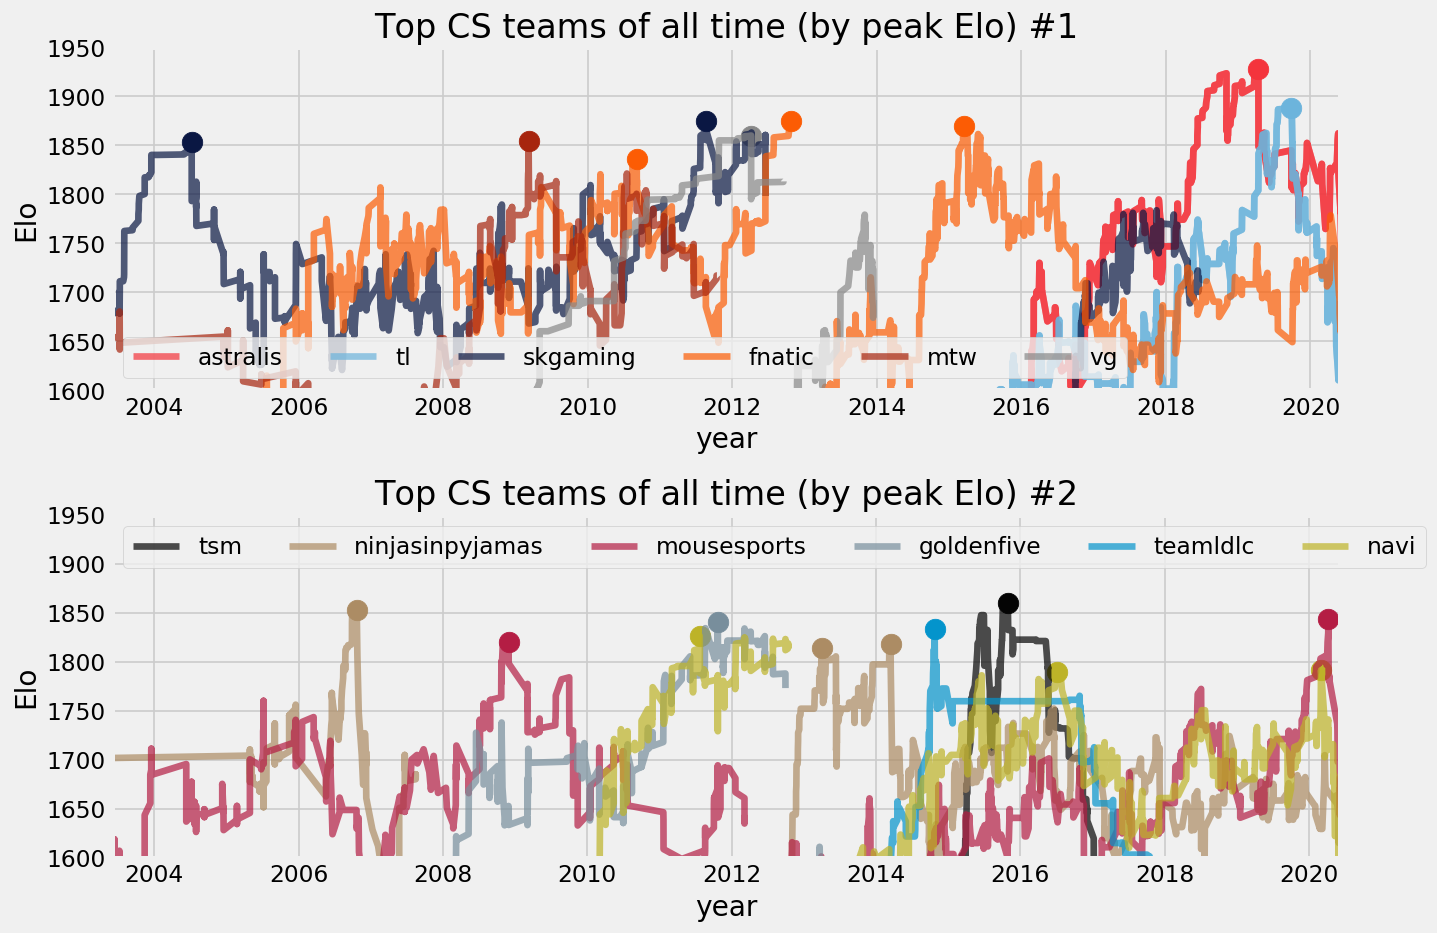 Top CS teams of all time (by peak Elo) #1
1950
1900
1850
1800
1750
1700
1650
1600
Elo
astralis tl skgaming fnatic mtw vg
2004 2006 2008 2010 2012 2014 2016 2018 2020
year
Top CS teams of all time (by peak Elo) #2
1950
tsm ninjasinpyjamas mousesports goldenfive teamldlc navi
1900
1850
1800
1750
1700
1650
1600
Elo
2004 2006 2008 2010 2012 2014 2016 2018 2020
year